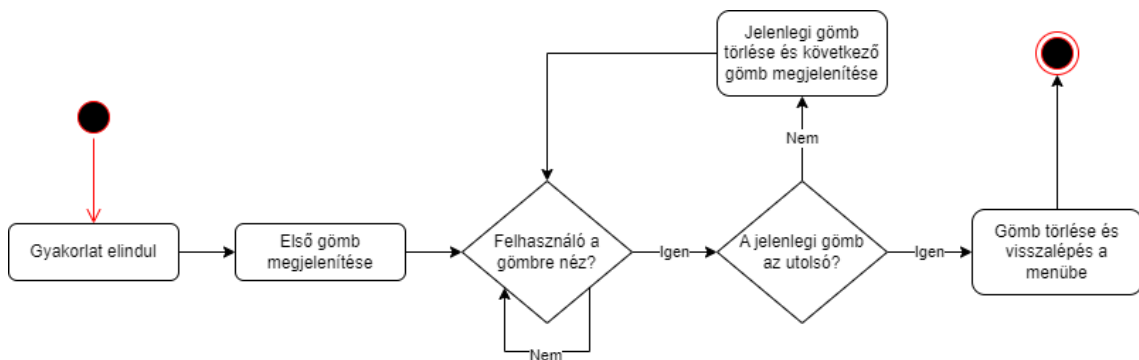 Gyakorlat elindul
Első gömb
megjelenítése
Felhasználó a
gömbre néz?
Nem
Igen
A jelenlegi gömb
az utolsó?
Nem
Jelenlegi gömb
törlése és következő
gömb megjelenítése
Igen
Gömb törlése és
visszalépés a
menübe